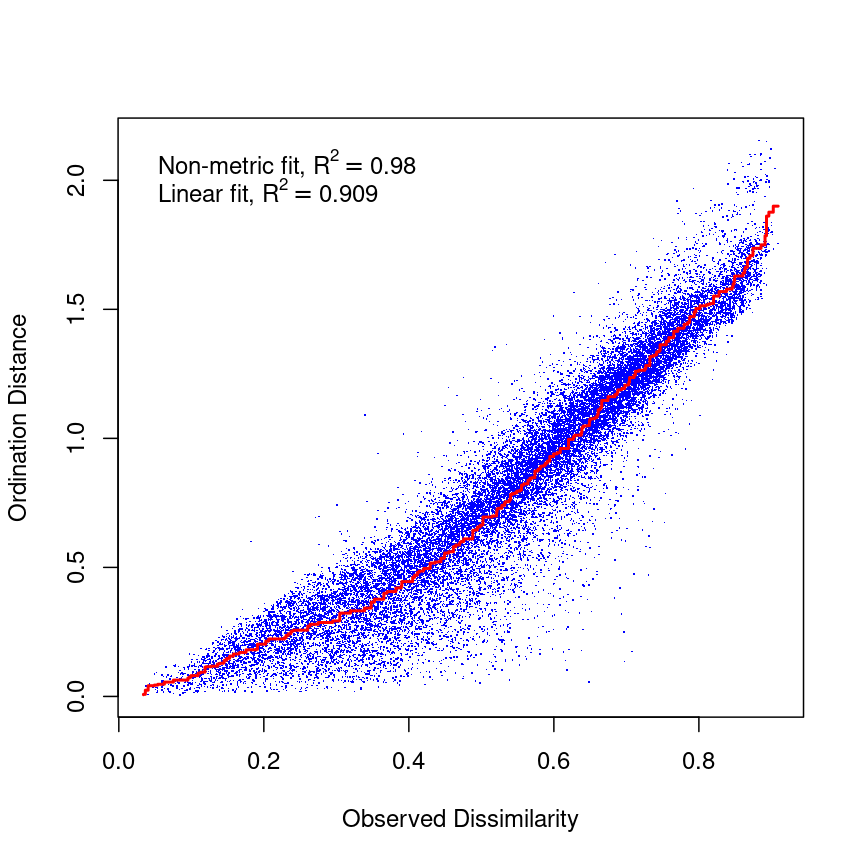 Non-metric fit, R² = 0.98
Linear fit, R² = 0.909
2.0
1.5
1.0
0.5
0.0
Ordination Distance
0.0 0.2 0.4 0.6 0.8
Observed Dissimilarity